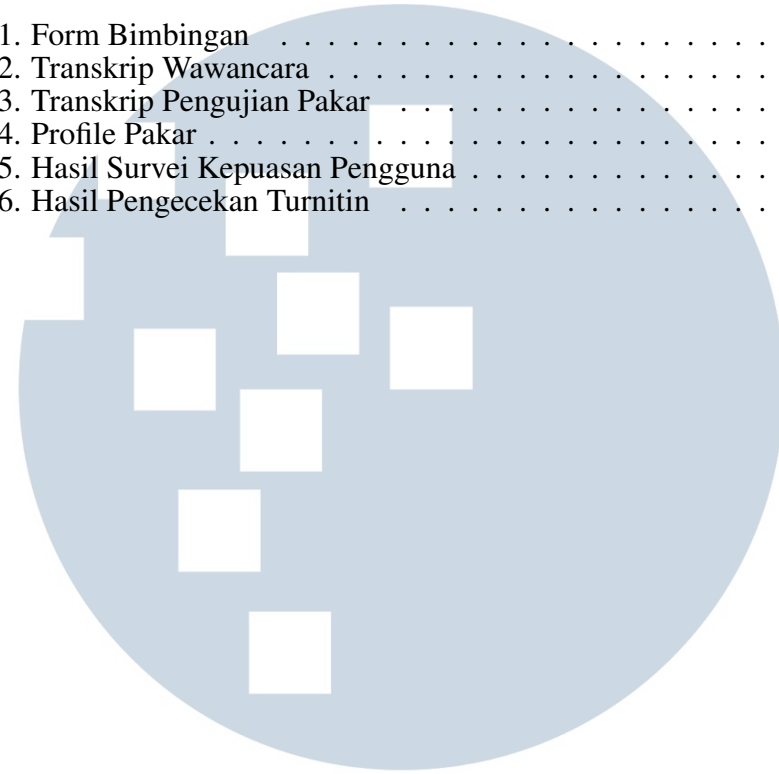 1. Form Bimbingan . . . . . . . . . . . . . . . . . . . . .
2. Transkrip Wawancara . . . . . . . . . . . . . . . . . . .
3. Transkrip Pengujian Pakar . . . . . . . . . . . . . . . .
4. Profile Pakar . . . . . . . . . . . . . . . . . . . . . . . .
5. Hasil Survei Kepuasan Pengguna . . . . . . . . . . . . .
6. Hasil Pengecekan Turnitin . . . . . . . . . . . . . . . .